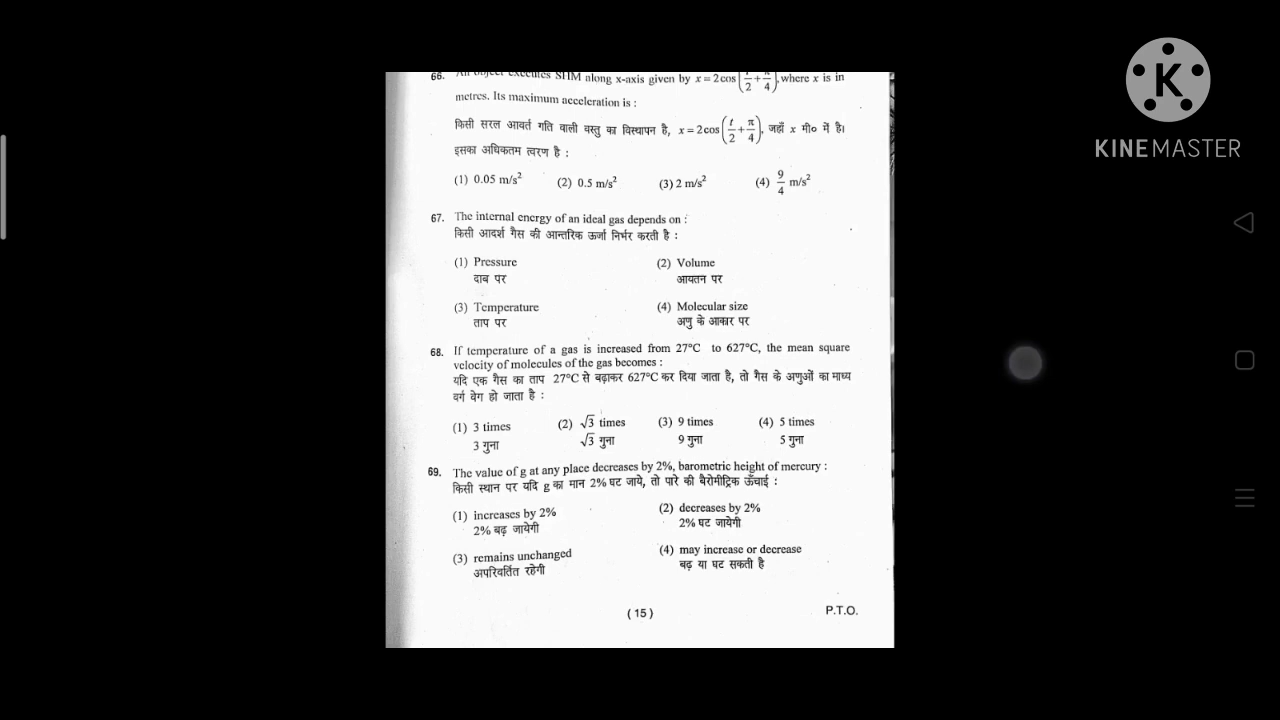 66. An object executes SHM along x-axis given by x = 2cos(t/2 + π/4), where x is in
metres. Its maximum acceleration is :
किसी सरल आवर्त गति वाली वस्तु का विस्थापन है, x = 2cos(t/2 + π/4), जहाँ x मी० में है।
इसका अधिकतम त्वरण है :
(1) 0.05 m/s² (2) 0.5 m/s² (3) 2 m/s² (4) 9/4 m/s²
67. The internal energy of an ideal gas depends on :
किसी आदर्श गैस की आन्तरिक ऊर्जा निर्भर करती है :
(1) Pressure (2) Volume
दाब पर आयतन पर
(3) Temperature (4) Molecular size
ताप पर अणु के आकार पर
68. If temperature of a gas is increased from 27°C to 627°C, the mean square
velocity of molecules of the gas becomes :
यदि एक गैस का ताप 27°C से बढ़ाकर 627°C कर दिया जाता है, तो गैस के अणुओं का माध्य
वर्ग वेग हो जाता है :
(1) 3 times (2) √3 times (3) 9 times (4) 5 times
3 गुना √3 गुना 9 गुना 5 गुना
69. The value of g at any place decreases by 2%, barometric height of mercury :
किसी स्थान पर यदि g का मान 2% घट जाये, तो पारे की बैरोमीट्रिक ऊँचाई :
(1) increases by 2% (2) decreases by 2%
2% बढ़ जायेगी 2% घट जायेगी
(3) remains unchanged (4) may increase or decrease
अपरिवर्तित रहेगी बढ़ या घट सकती है
(15) P.T.O.
K
KINEMASTER